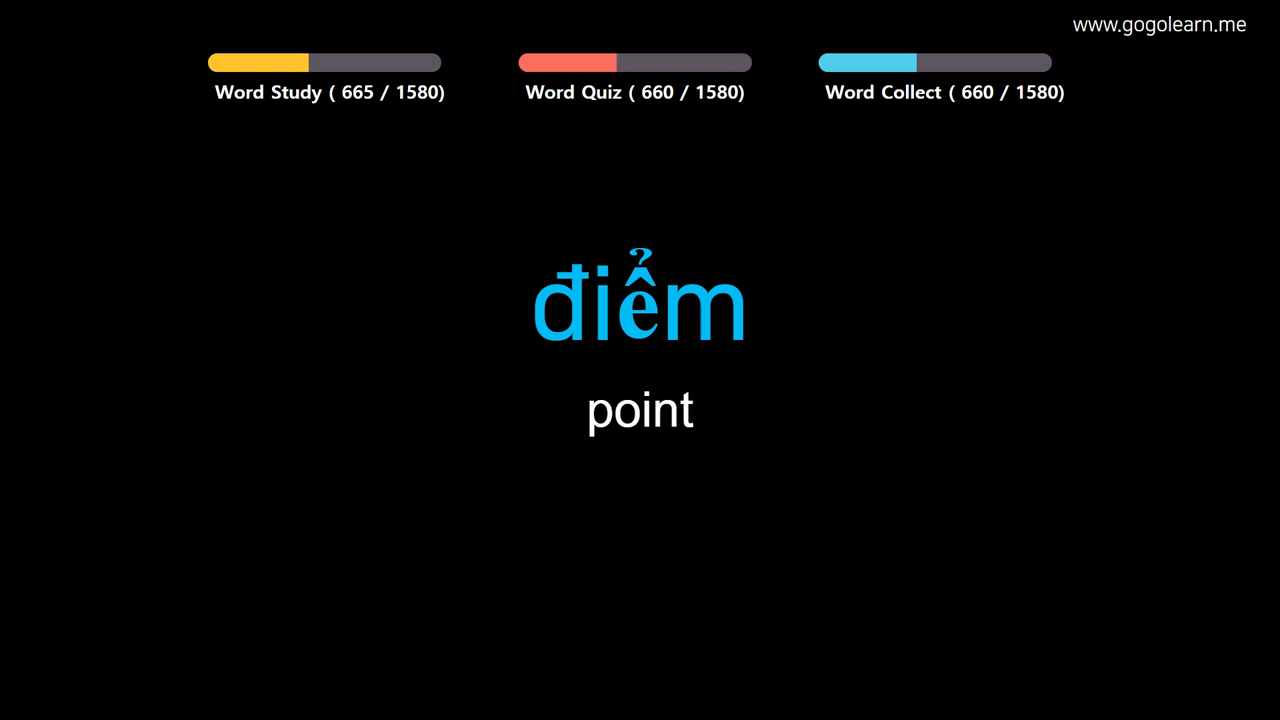 www.gogolearn.me
Word Study ( 665 / 1580)
Word Quiz ( 660 / 1580)
Word Collect ( 660 / 1580)
điểm
point